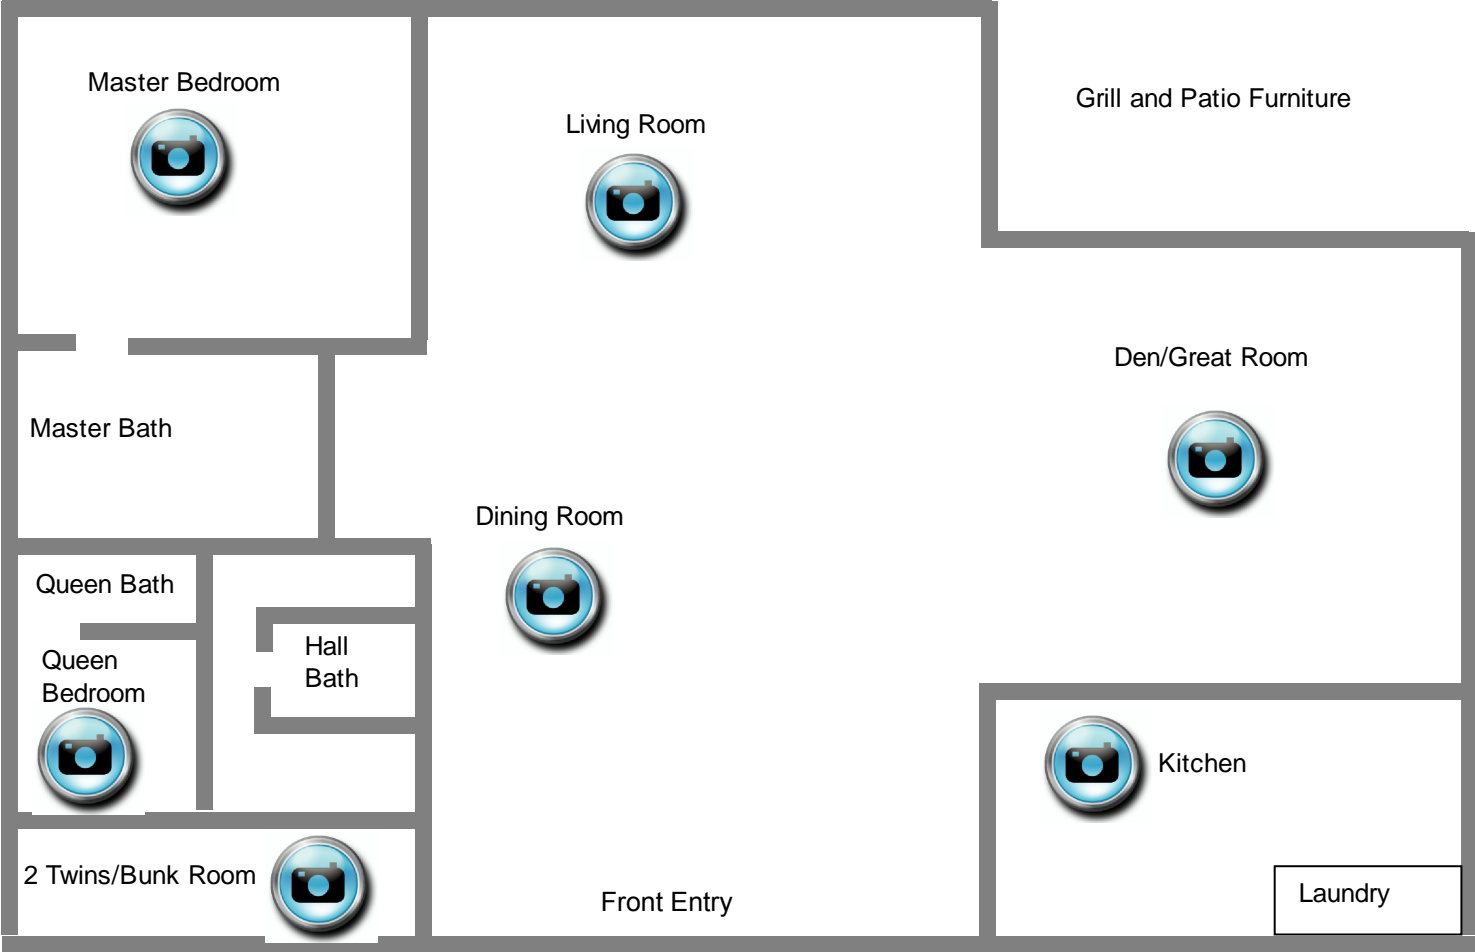 Master Bedroom
Living Room
Grill and Patio Furniture
Den/Great Room
Master Bath
Dining Room
Queen Bath
Queen
Bedroom
Hall
Bath
Kitchen
2 Twins/Bunk Room
Front Entry
Laundry